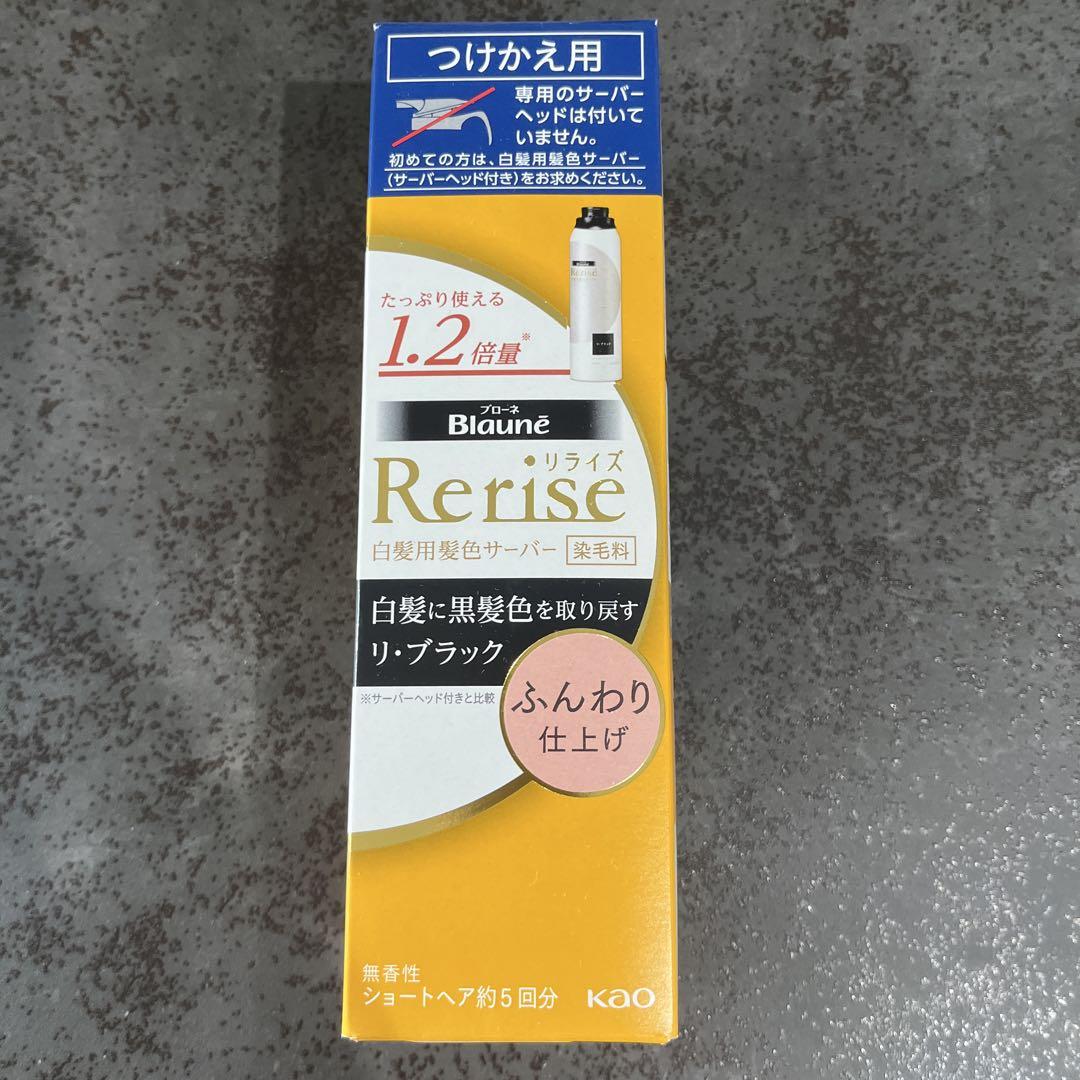 つけかえ用
専用のサーバー
ヘッドは付いて
いません。
初めての方は、白髪用髪色サーバー
(サーバーヘッド付き)をお求めください。
Rerise
リ・ブラック
たっぷり使える
1.2倍量※
ブローネ
Blaunē
リライズ
Rerise
白髪用髪色サーバー 染毛料
白髪に黒髪色を取り戻す
リ・ブラック
※サーバーヘッド付きと比較
ふんわり
仕上げ
無香性
ショートヘア約5回分
Kao